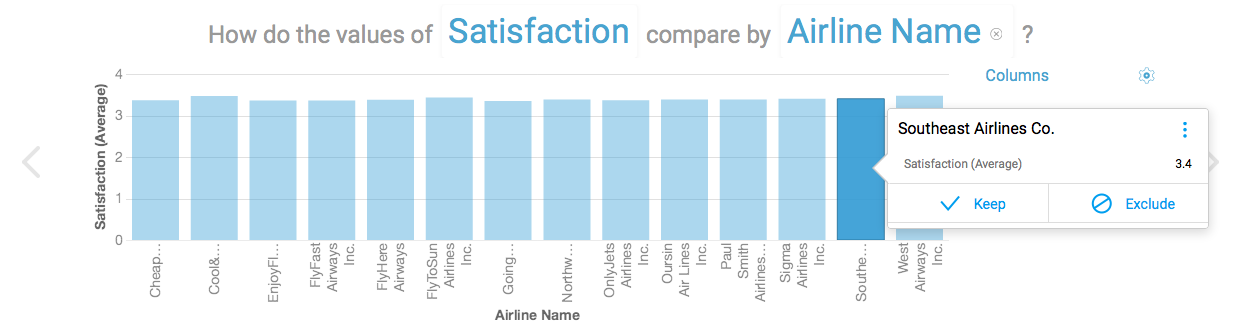 How do the values of Satisfaction compare by Airline Name ?
Columns
Satisfaction (Average)
4
3
2
1
0
Southeast Airlines Co.
Satisfaction (Average) 3.4
Keep Exclude
Cheap…
Cool&…
EnjoyFl…
FlyFast
Airways
Inc.
FlyHere
Airways
FlyToSun
Airlines
Inc.
Going…
Northw…
OnlyJets
Airlines
Inc.
Oursin
Air Lines
Inc.
Paul
Smith
Airlines…
Sigma
Airlines
Inc.
Southe…
West
Airways
Inc.
Airline Name